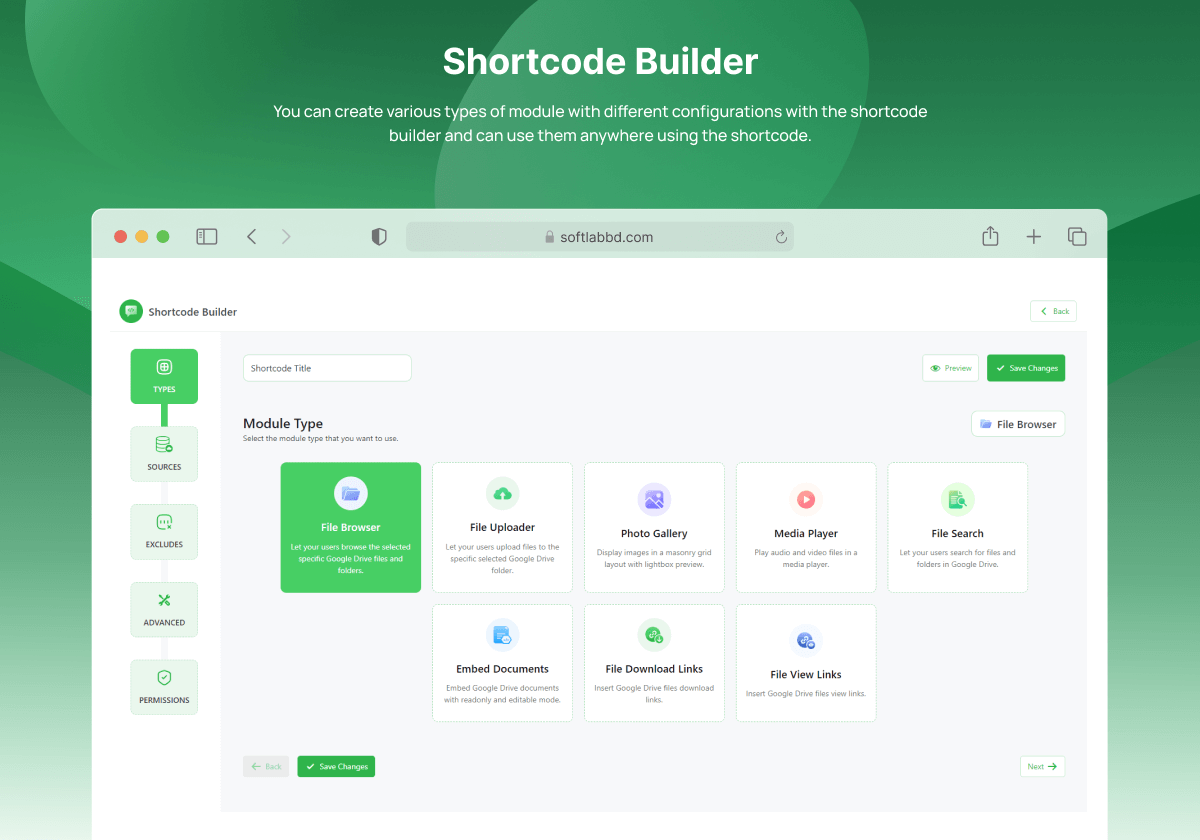 Shortcode Builder
You can create various types of module with different configurations with the shortcode
builder and can use them anywhere using the shortcode.
softlabbd.com
Shortcode Builder
Back
TYPES
SOURCES
EXCLUDES
ADVANCED
PERMISSIONS
Shortcode Title
Preview
Save Changes
Module Type
Select the module type that you want to use.
File Browser
File Browser
Let your users browse the selected
specific Google Drive files and
folders.
File Uploader
Let your users upload files to the
specific selected Google Drive
folder.
Photo Gallery
Display images in a masonry grid
layout with lightbox preview.
Media Player
Play audio and video files in a
media player.
File Search
Let your users search for files and
folders in Google Drive.
Embed Documents
Embed Google Drive documents
with readonly and editable mode.
File Download Links
Insert Google Drive files download
links.
File View Links
Insert Google Drive files view links.
Back
Save Changes
Next